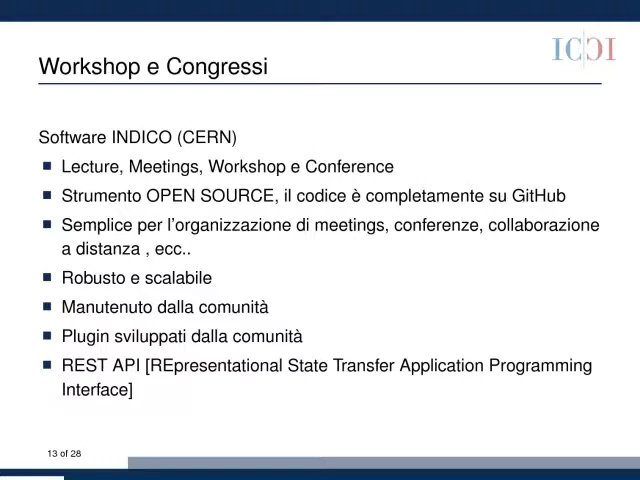 ICCI
Workshop e Congressi
Software INDICO (CERN)
Lecture, Meetings, Workshop e Conference
Strumento OPEN SOURCE, il codice è completamente su GitHub
Semplice per l'organizzazione di meetings, conferenze, collaborazione
a distanza , ecc..
Robusto e scalabile
Manutenuto dalla comunità
Plugin sviluppati dalla comunità
REST API [REpresentational State Transfer Application Programming
Interface]
13 of 28